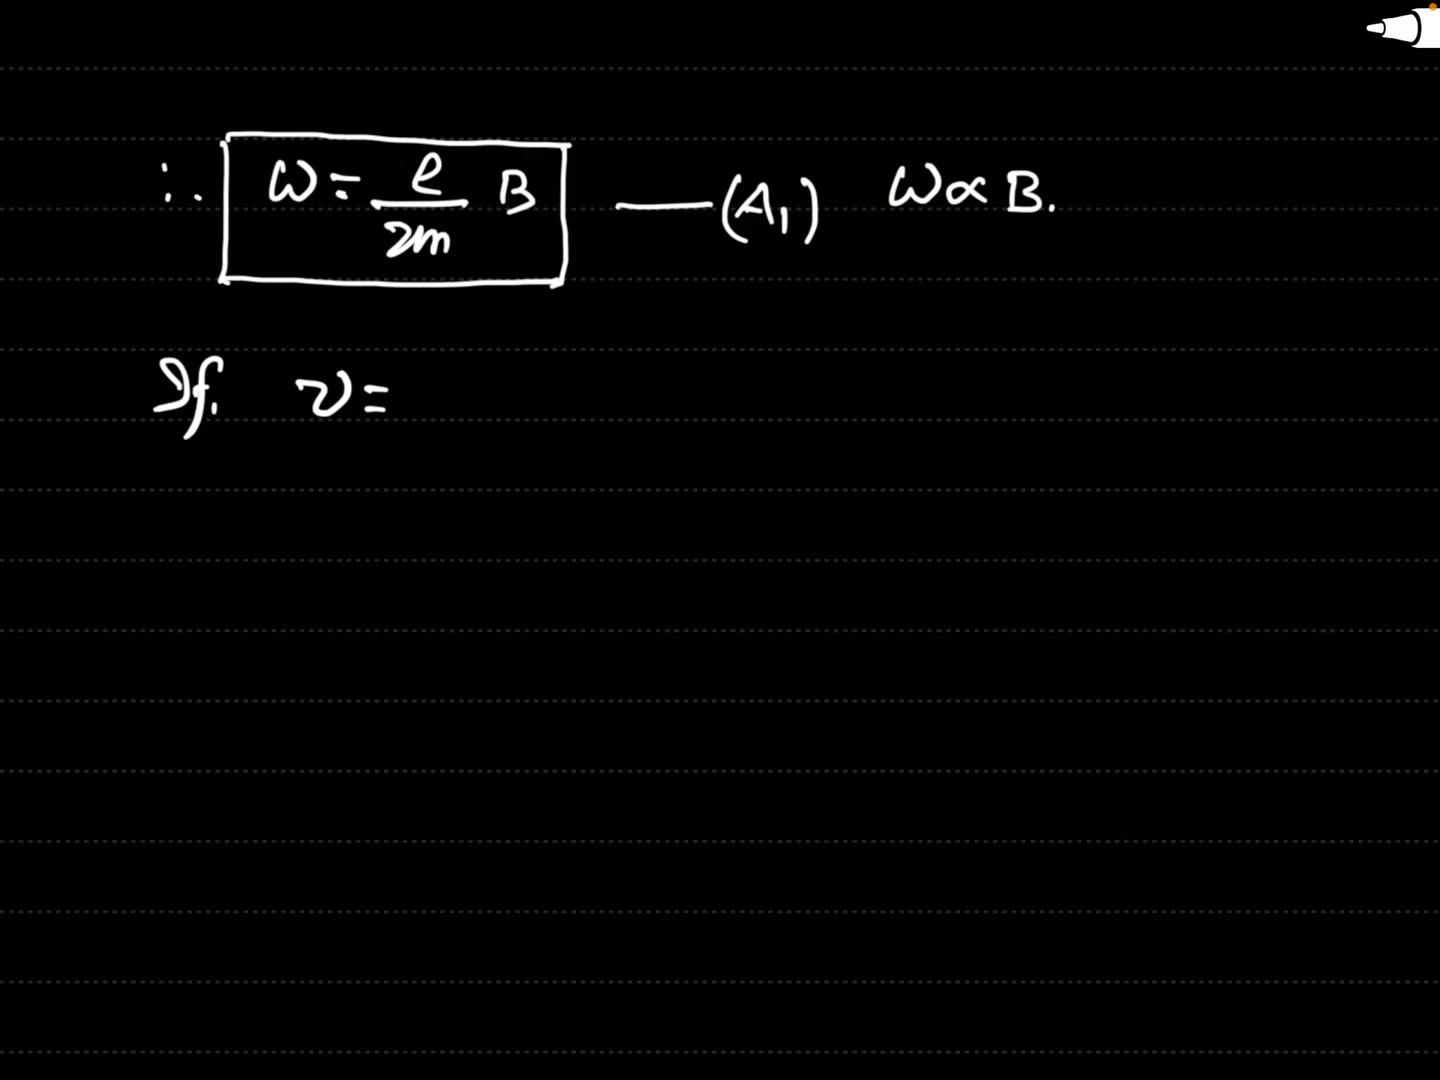 ∴ ω = e/2m B —(A₁) ω ∝ B.
If. ν =